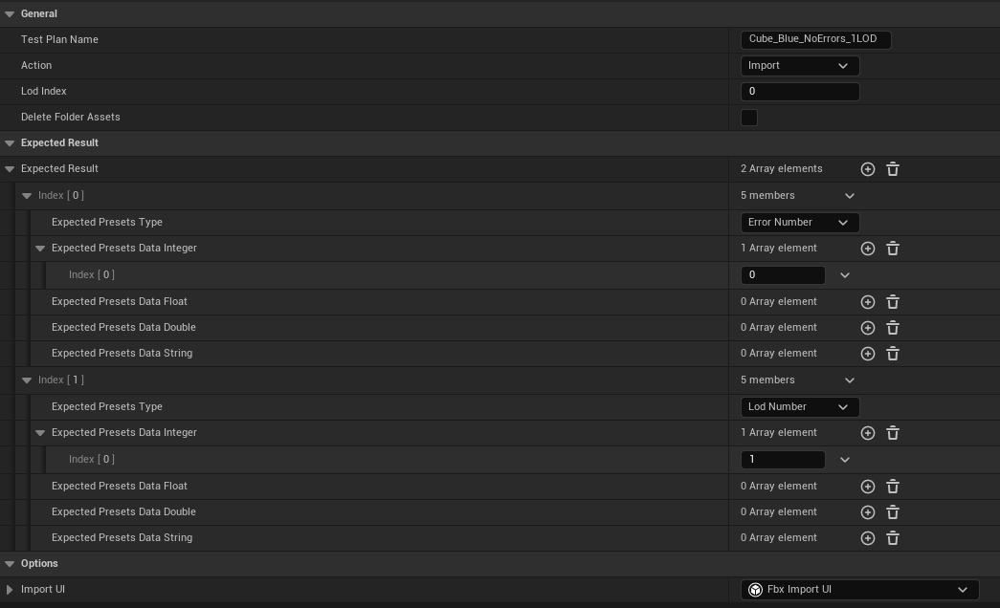 General
Test Plan Name Cube_Blue_NoErrors_1LOD
Action Import
Lod Index 0
Delete Folder Assets
Expected Result
Expected Result 2 Array elements
Index [ 0 ] 5 members
Expected Presets Type Error Number
Expected Presets Data Integer 1 Array element
Index [ 0 ] 0
Expected Presets Data Float 0 Array element
Expected Presets Data Double 0 Array element
Expected Presets Data String 0 Array element
Index [ 1 ] 5 members
Expected Presets Type Lod Number
Expected Presets Data Integer 1 Array element
Index [ 0 ] 1
Expected Presets Data Float 0 Array element
Expected Presets Data Double 0 Array element
Expected Presets Data String 0 Array element
Options
Import UI Fbx Import UI